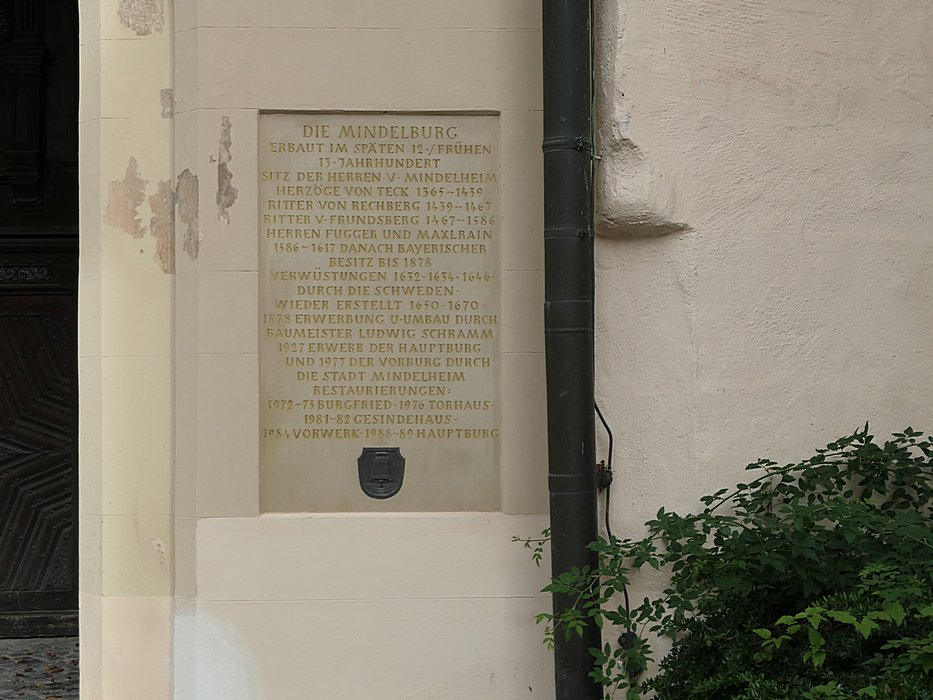 DIE MINDELBURG
ERBAUT IM SPÄTEN 12·/FRÜHEN
13·JAHRHUNDERT
SITZ DER HERREN V·MINDELHEIM
HERZÖGE VON TECK 1365~1439
RITTER VON RECHBERG 1439~1467
RITTER V·FRUNDSBERG 1467~1586
HERREN FUGGER UND MAXLRAIN
1586~1617 DANACH BAYERISCHER
BESITZ BIS 1878
VERWÜSTUNGEN 1632·1634·1646·
DURCH DIE SCHWEDEN·
WIEDER ERSTELLT 1650·1670·
1878 ERWERBUNG U·UMBAU DURCH
BAUMEISTER LUDWIG SCHRAMM
1927 ERWERB DER HAUPTBURG
UND 1977 DER VORBURG DURCH
DIE STADT MINDELHEIM
RESTAURIERUNGEN:
1972~73 BURGFRIED·1976 TORHAUS·
1981~82 GESINDEHAUS·
1984 VORWERK·1988~89 HAUPTBURG